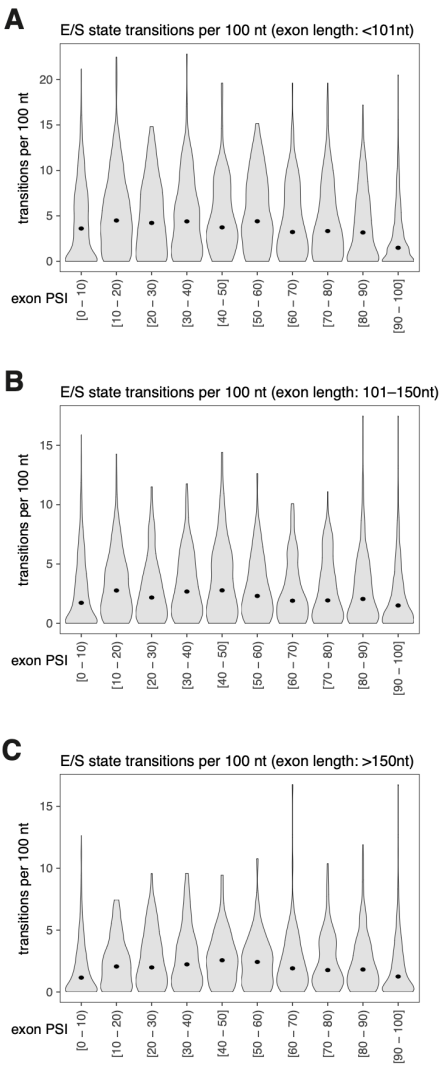 A
E/S state transitions per 100 nt (exon length: <101nt)
transitions per 100 nt
20
15
10
5
0
exon PSI
[0 – 10)
[10 – 20)
[20 – 30)
[30 – 40)
[40 – 50]
[50 – 60)
[60 – 70)
[70 – 80)
[80 – 90)
[90 – 100]
B
E/S state transitions per 100 nt (exon length: 101–150nt)
transitions per 100 nt
15
10
5
0
exon PSI
[0 – 10)
[10 – 20)
[20 – 30)
[30 – 40)
[40 – 50]
[50 – 60)
[60 – 70)
[70 – 80)
[80 – 90)
[90 – 100]
C
E/S state transitions per 100 nt (exon length: >150nt)
transitions per 100 nt
15
10
5
0
exon PSI
[0 – 10)
[10 – 20)
[20 – 30)
[30 – 40)
[40 – 50]
[50 – 60)
[60 – 70)
[70 – 80)
[80 – 90)
[90 – 100]